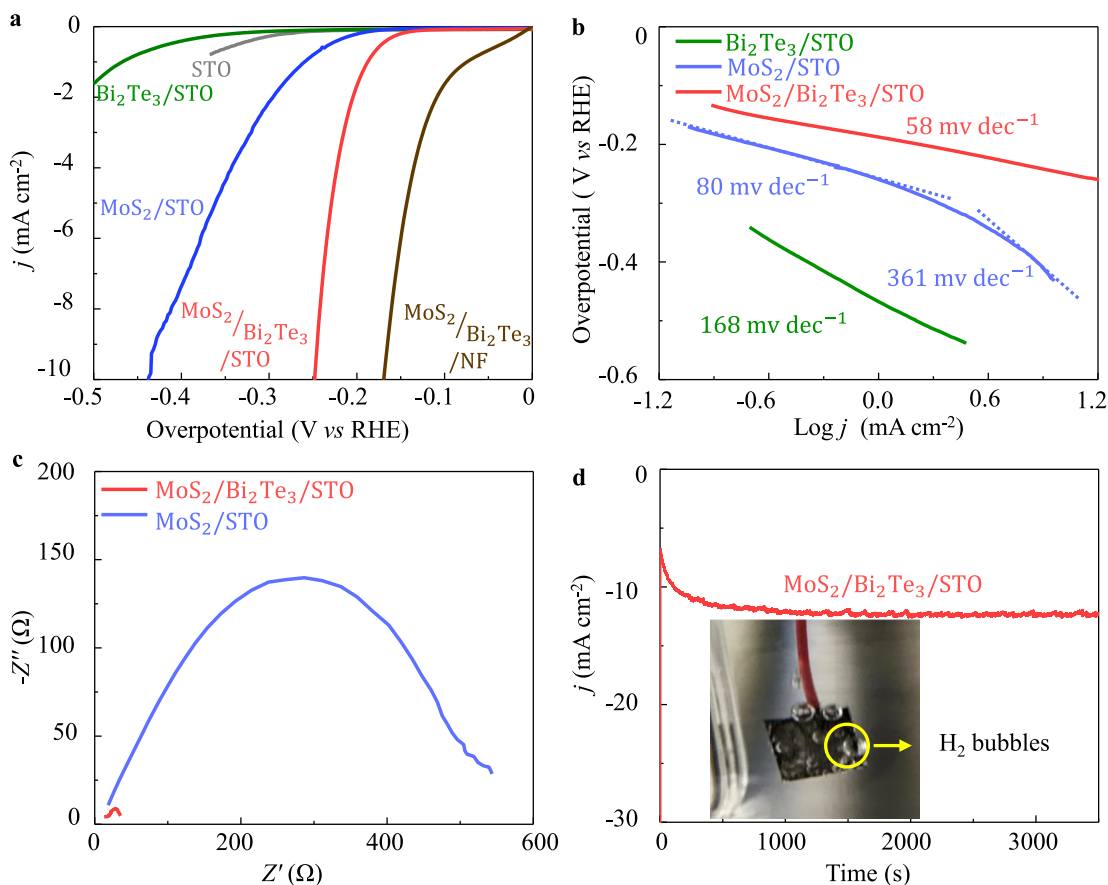 a
0
-2
-4
-6
-8
-10
j (mA cm⁻²)
STO
Bi₂Te₃/STO
MoS₂/STO
MoS₂/Bi₂Te₃
/STO
MoS₂/Bi₂Te₃
/NF
-0.5 -0.4 -0.3 -0.2 -0.1 0
Overpotential (V vs RHE)
b
0
-0.2
-0.4
-0.6
Overpotential ( V vs RHE)
Bi₂Te₃/STO
MoS₂/STO
MoS₂/Bi₂Te₃/STO
58 mv dec⁻¹
80 mv dec⁻¹
361 mv dec⁻¹
168 mv dec⁻¹
-1.2 -0.6 0.0 0.6 1.2
Log j (mA cm⁻²)
c
200
150
100
50
0
-Z″ (Ω)
MoS₂/Bi₂Te₃/STO
MoS₂/STO
0 200 400 600
Z′ (Ω)
d
0
-10
-20
-30
j (mA cm⁻²)
MoS₂/Bi₂Te₃/STO
H₂ bubbles
0 1000 2000 3000
Time (s)